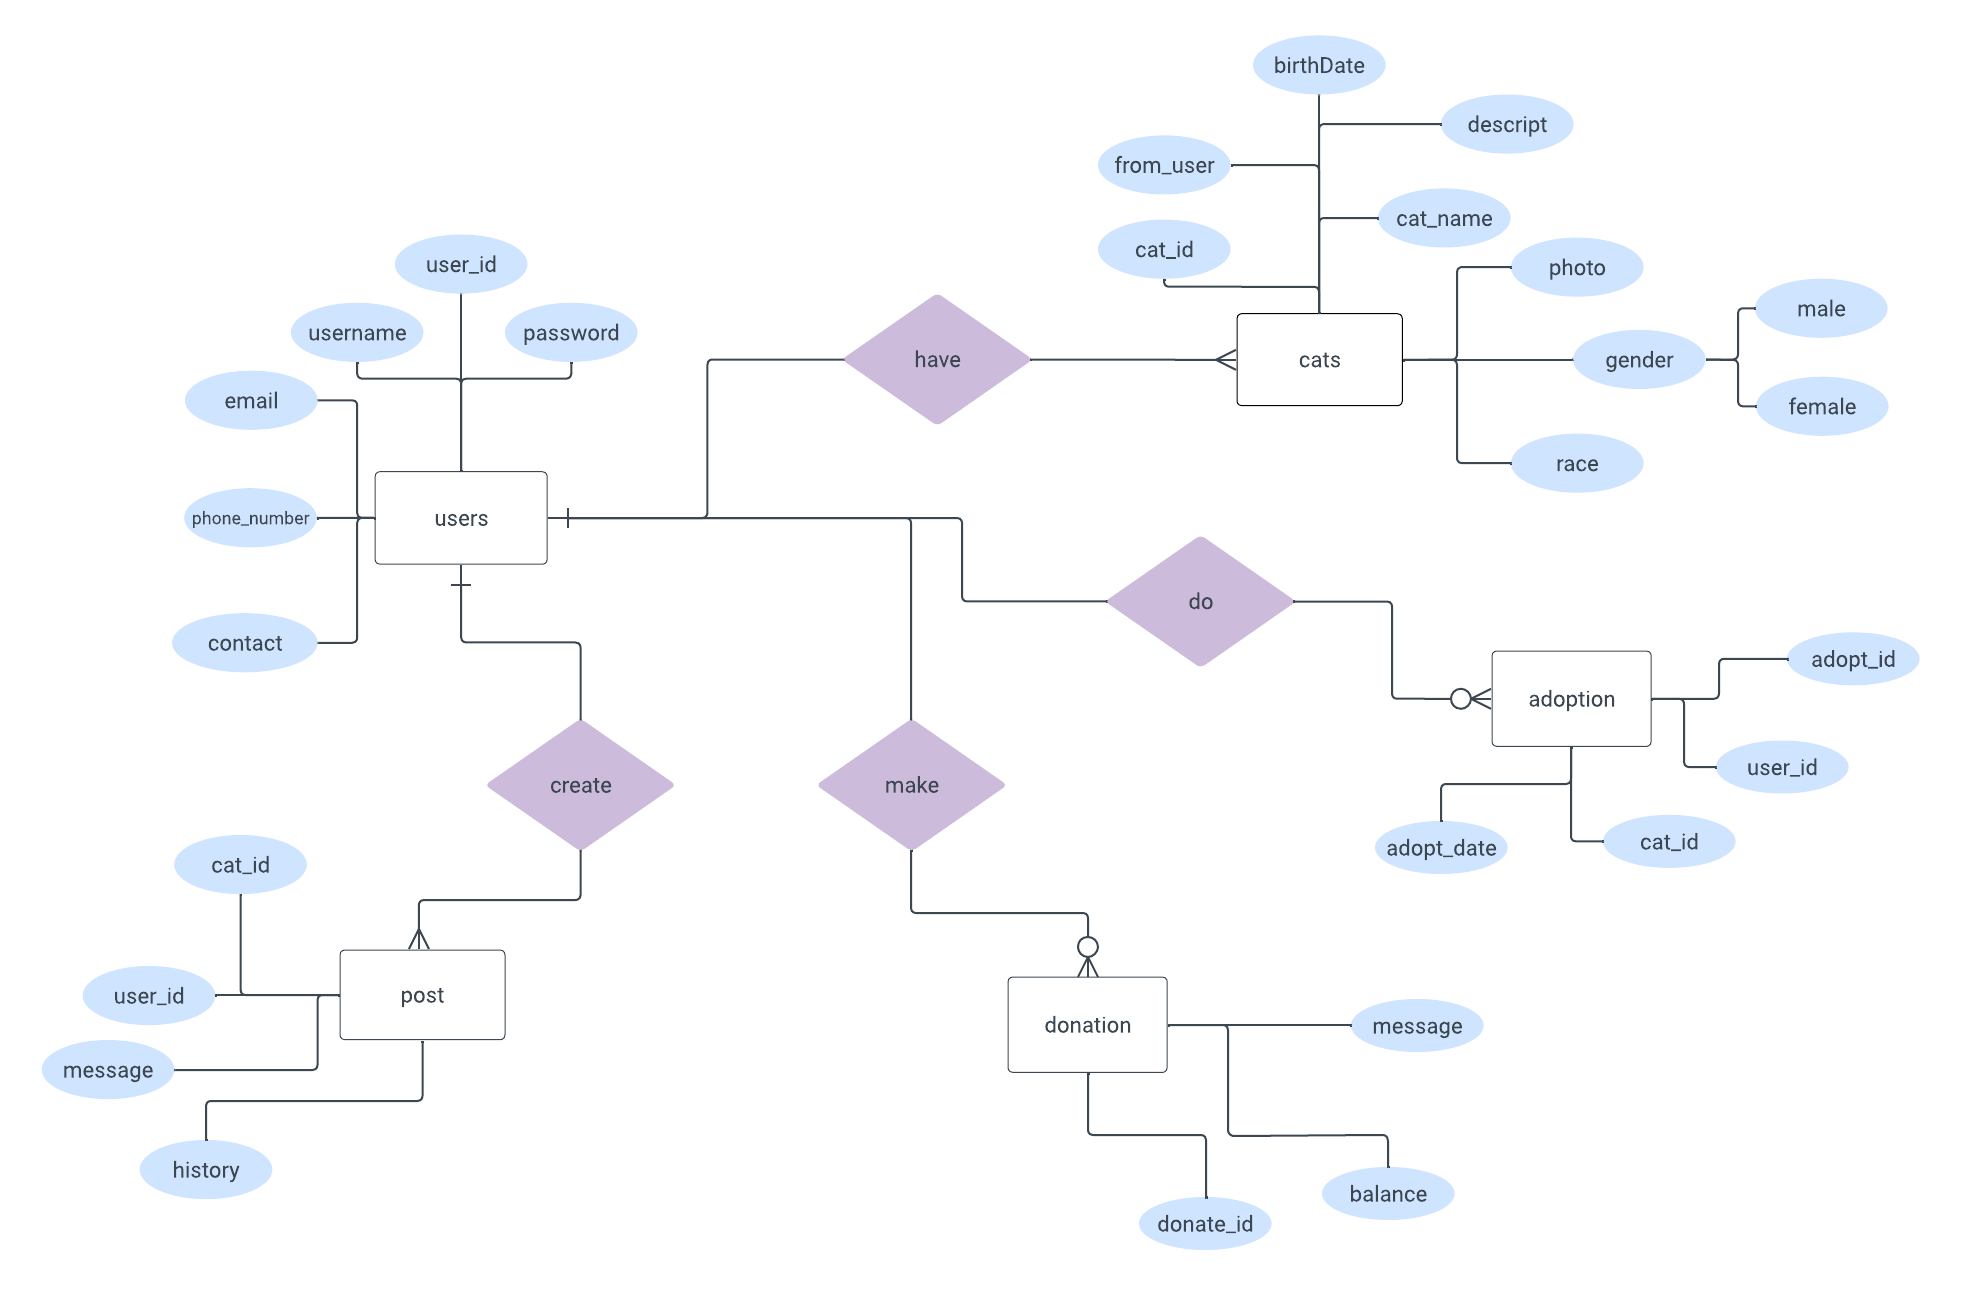 birthDate
descript
from_user
cat_name
cat_id
photo
user_id
male
username
password
have
cats
gender
email
female
race
phone_number
users
do
contact
adopt_id
adoption
user_id
create
make
adopt_date
cat_id
cat_id
user_id
post
donation
message
message
history
balance
donate_id